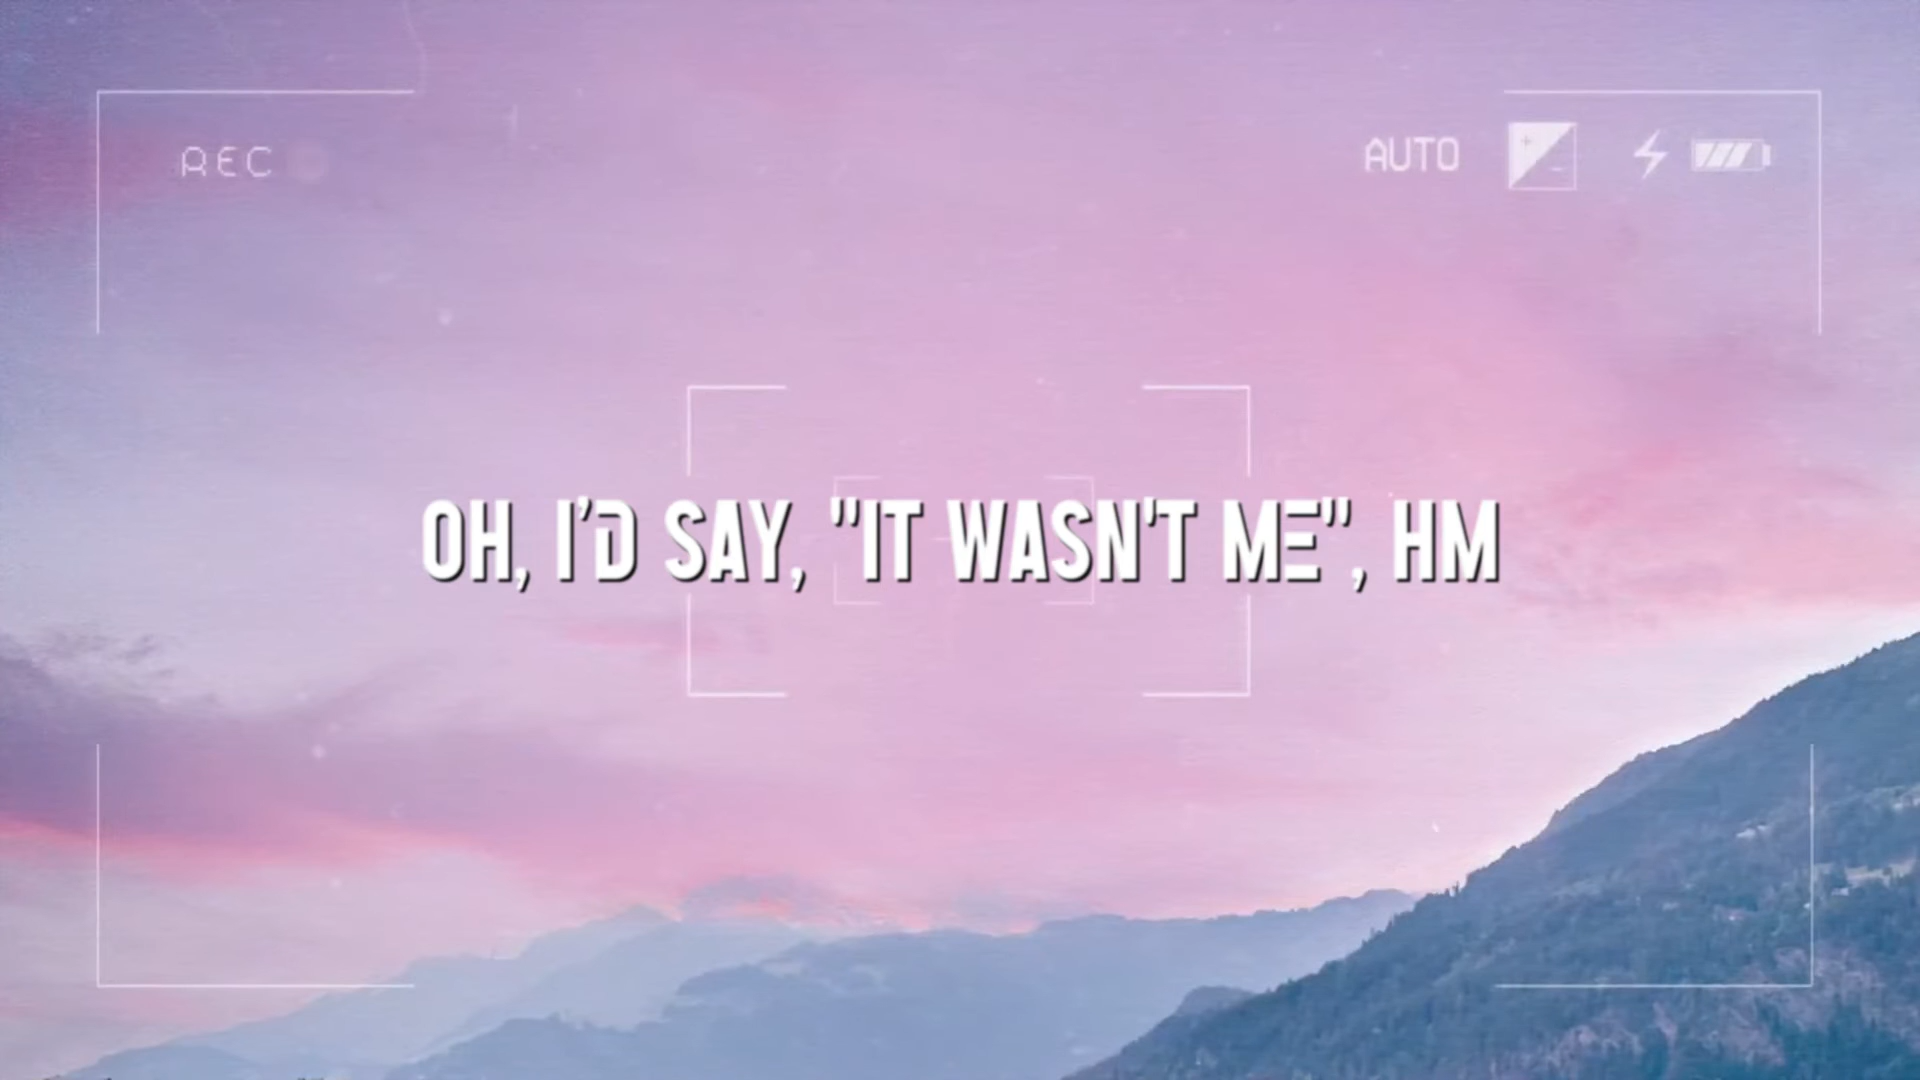 REC
AUTO
OH, I'D SAY, "IT WASN'T ME", HM